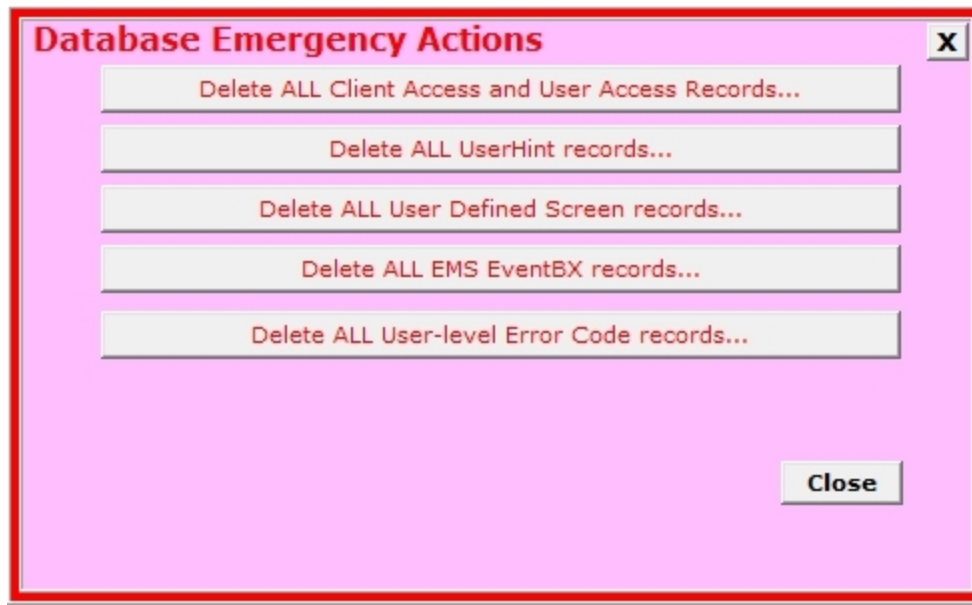 Database Emergency Actions
X
Delete ALL Client Access and User Access Records...
Delete ALL UserHint records...
Delete ALL User Defined Screen records...
Delete ALL EMS EventBX records...
Delete ALL User-level Error Code records...
Close